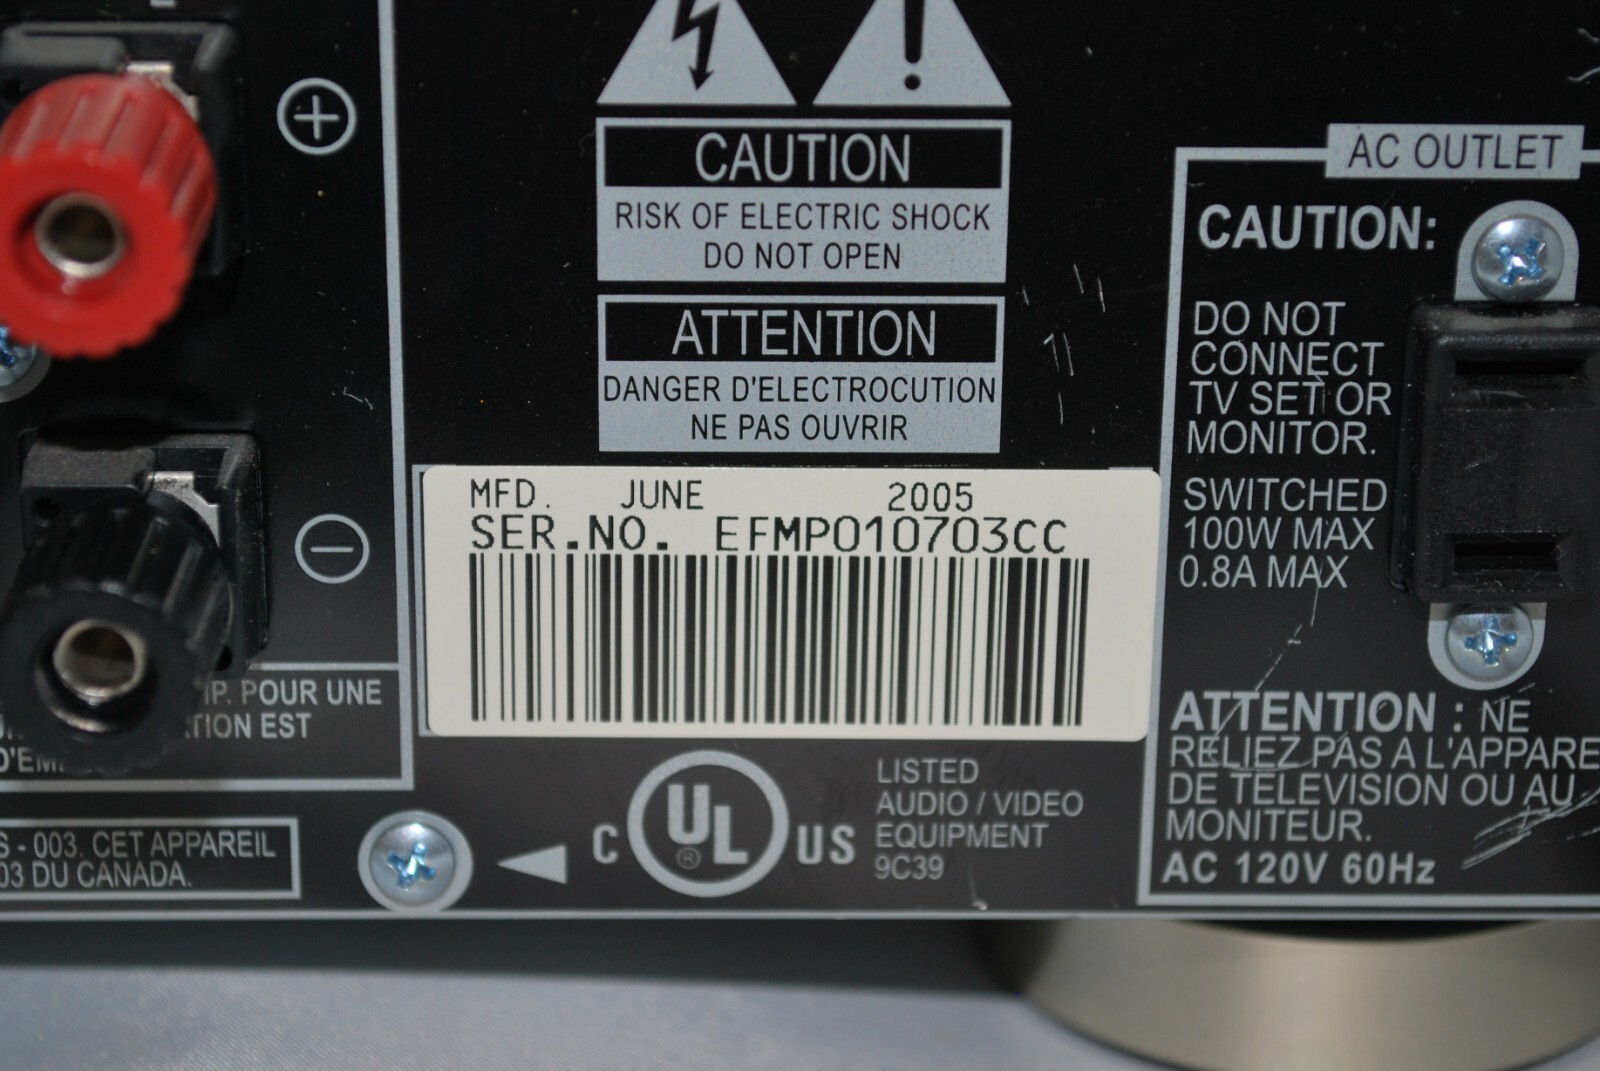 CAUTION
RISK OF ELECTRIC SHOCK
DO NOT OPEN
ATTENTION
DANGER D'ELECTROCUTION
NE PAS OUVRIR
MFD. JUNE 2005
SER.NO. EFMP010703CC
C UL ® US
LISTED
AUDIO / VIDEO
EQUIPMENT
9C39
AC OUTLET
CAUTION:
DO NOT
CONNECT
TV SET OR
MONITOR.
SWITCHED
100W MAX
0.8A MAX
ATTENTION : NE
RELIEZ PAS A L'APPARE
DE TELEVISION OU AU
MONITEUR.
AC 120V 60Hz
IP. POUR UNE
TION EST
D'EM
S - 003. CET APPAREIL
03 DU CANADA.